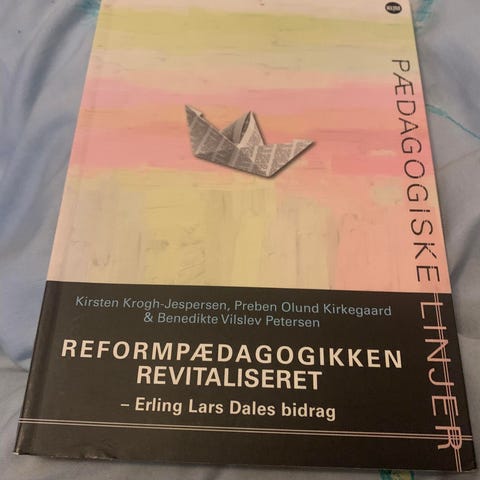 PÆDAGOGISKE LINJER
Kirsten Krogh-Jespersen, Preben Olund Kirkegaard
& Benedikte Vilslev Petersen
REFORMPÆDAGOGIKKEN
REVITALISERET
– Erling Lars Dales bidrag